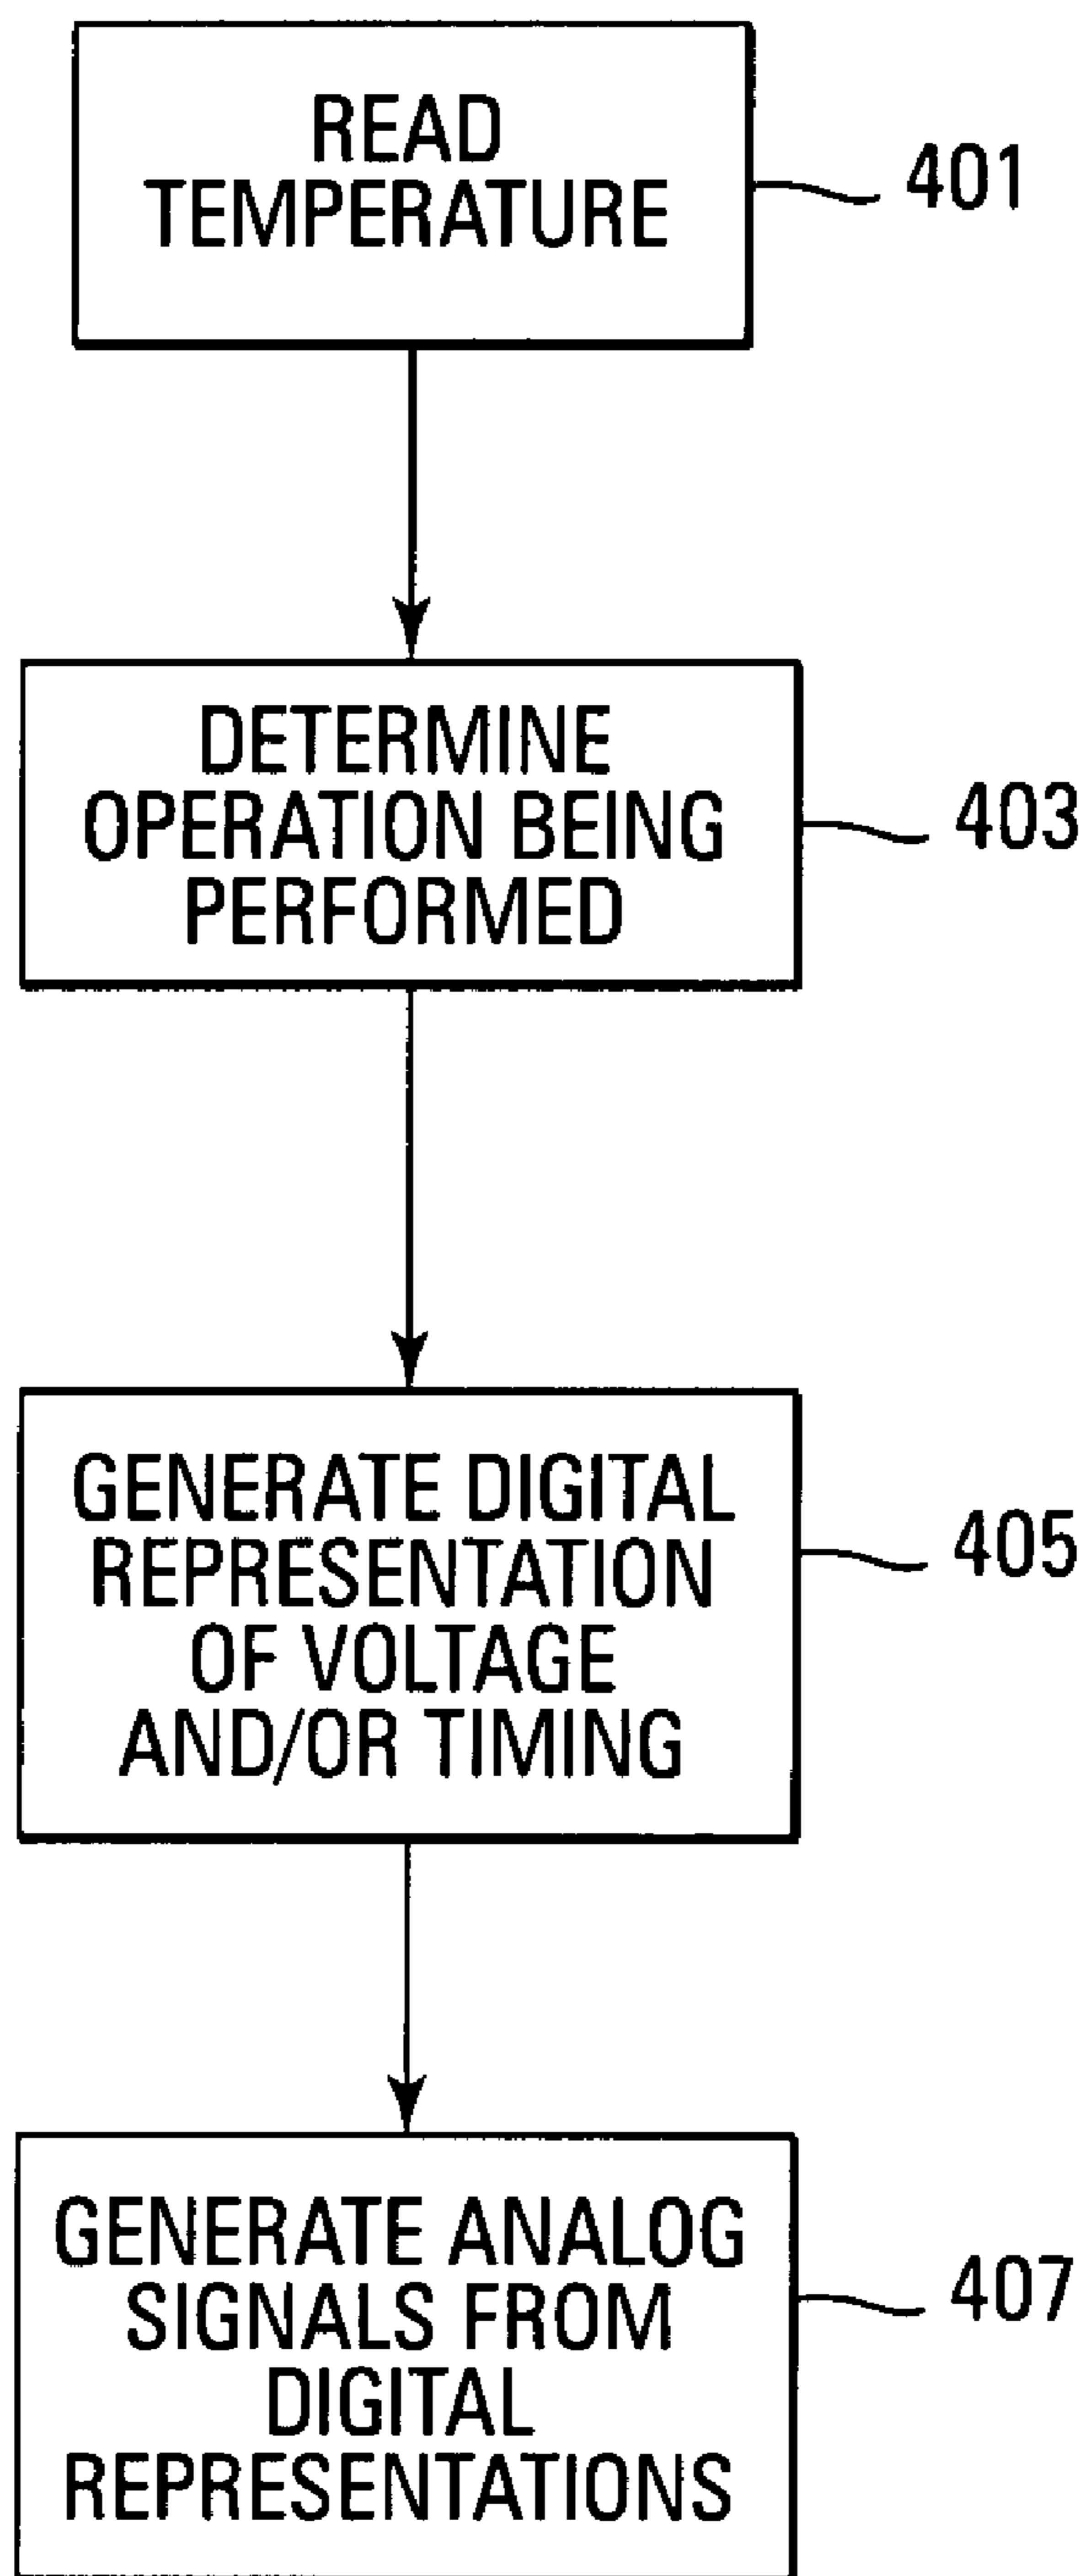 READ
TEMPERATURE
401
DETERMINE
OPERATION BEING
PERFORMED
403
GENERATE DIGITAL
REPRESENTATION
OF VOLTAGE
AND/OR TIMING
405
GENERATE ANALOG
SIGNALS FROM
DIGITAL
REPRESENTATIONS
407